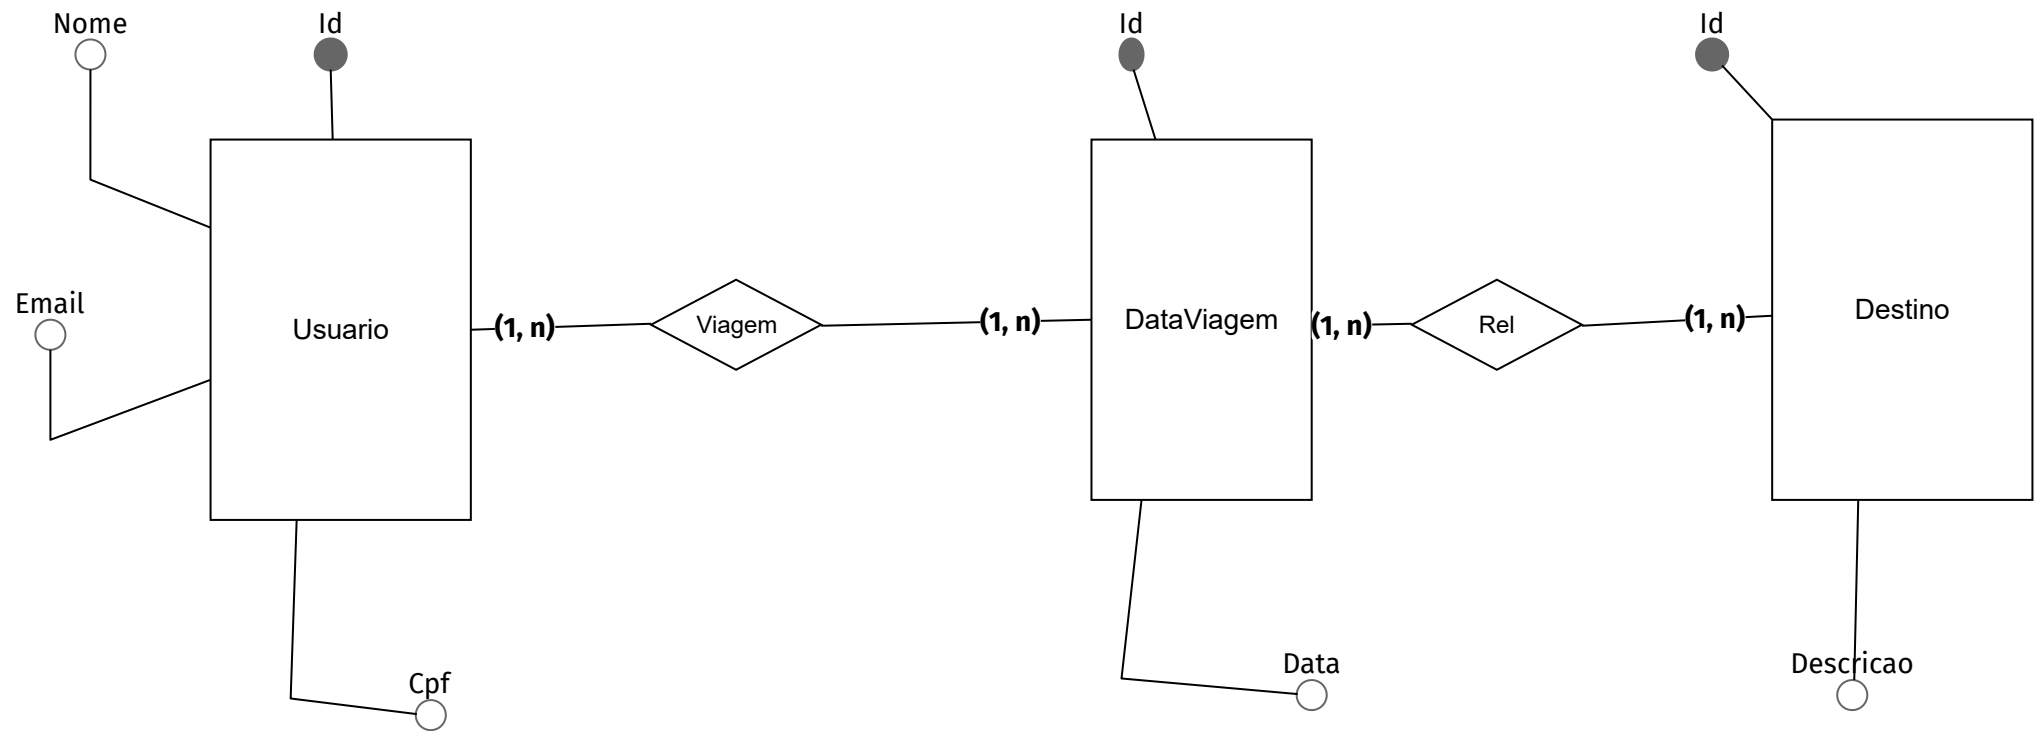 Nome
Id
Id
Id
Email
Usuario
(1, n)
Viagem
(1, n)
DataViagem
(1, n)
Rel
(1, n)
Destino
Cpf
Data
Descricao